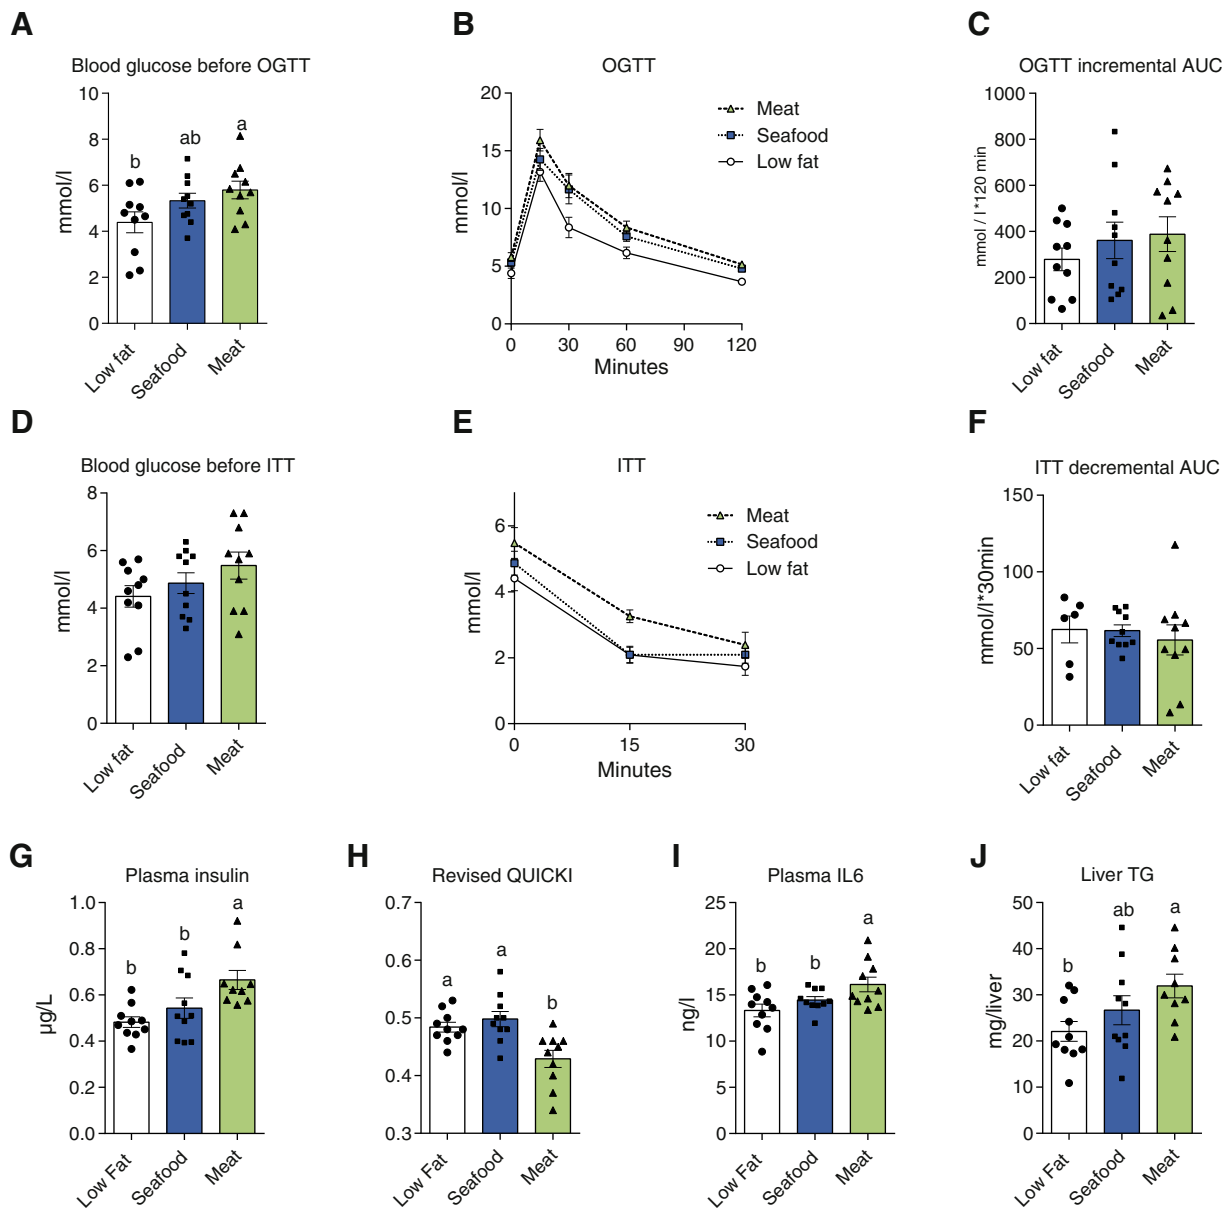 A
Blood glucose before OGTT
mmol/l
10
8
6
4
2
0
b
ab
a
Low fat
Seafood
Meat
B
OGTT
mmol/l
20
15
10
5
0
0
30
60
90
120
Minutes
Meat
Seafood
Low fat
C
OGTT incremental AUC
mmol / l *120 min
1000
800
600
400
200
0
Low fat
Seafood
Meat
D
Blood glucose before ITT
mmol/l
8
6
4
2
0
Low fat
Seafood
Meat
E
ITT
mmol/l
6
4
2
0
0
15
30
Minutes
Meat
Seafood
Low fat
F
ITT decremental AUC
mmol/l*30min
150
100
50
0
Low fat
Seafood
Meat
G
Plasma insulin
µg/L
1.0
0.8
0.6
0.4
0.2
0.0
b
b
a
Low Fat
Seafood
Meat
H
Revised QUICKI
0.7
0.6
0.5
0.4
0.3
a
a
b
Low Fat
Seafood
Meat
I
Plasma IL6
ng/l
25
20
15
10
5
0
b
b
a
Low Fat
Seafood
Meat
J
Liver TG
mg/liver
50
40
30
20
10
0
b
ab
a
Low Fat
Seafood
Meat